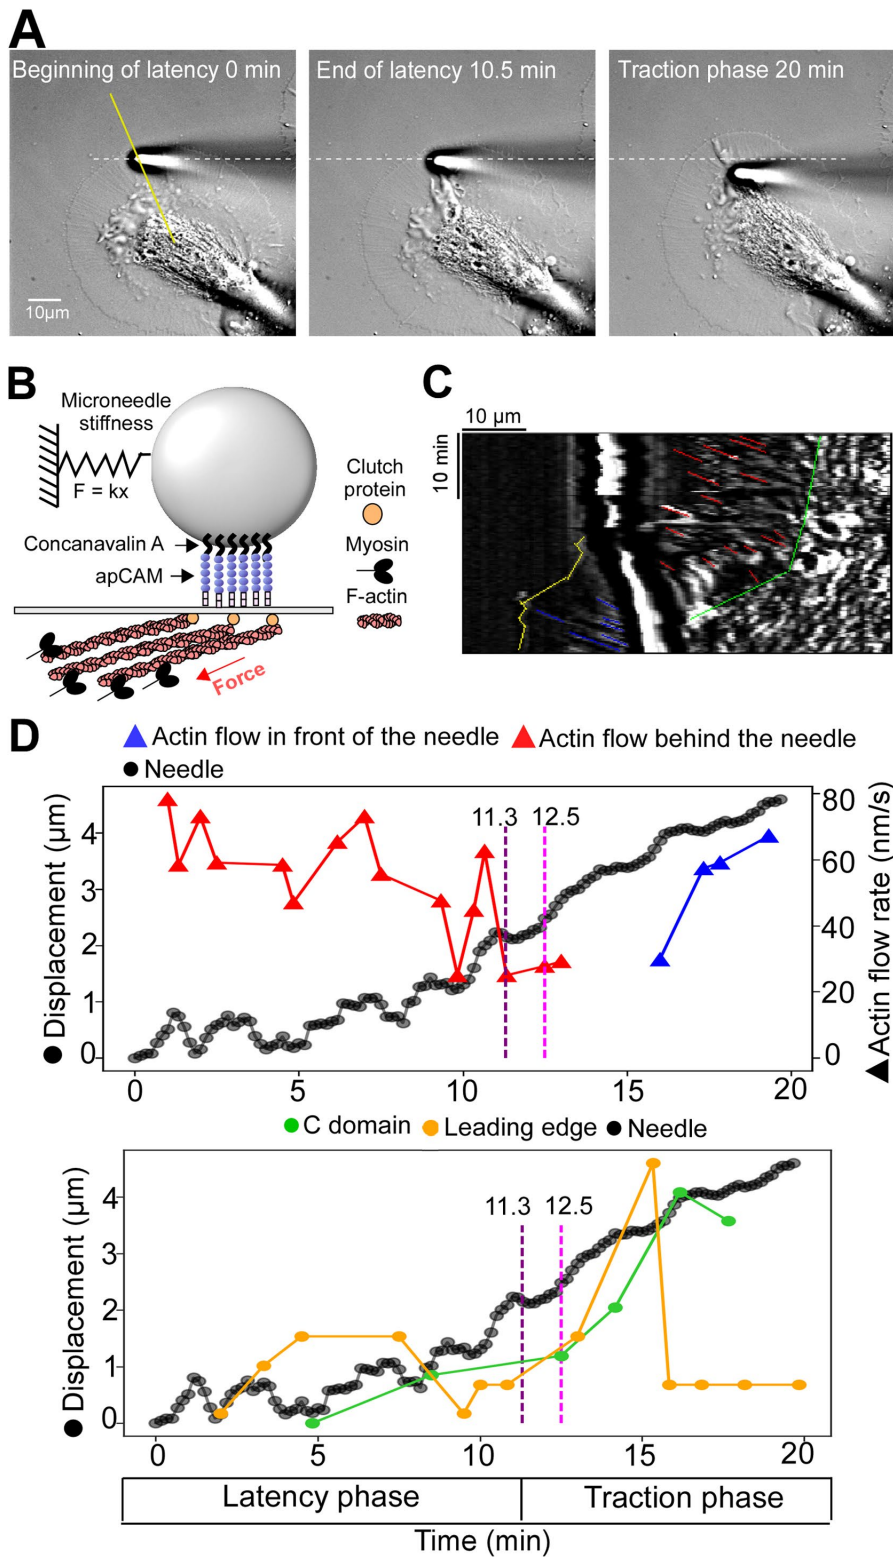 A
Beginning of latency 0 min
End of latency 10.5 min
Traction phase 20 min
10µm
B
Microneedle
stiffness
F = kx
Concanavalin A
apCAM
Clutch
protein
Myosin
F-actin
Force
C
10 µm
10 min
D
Actin flow in front of the needle
Actin flow behind the needle
Needle
Displacement (µm)
4
3
2
1
0
11.3
12.5
80
60
40
20
0
Actin flow rate (nm/s)
0 5 10 15 20
C domain
Leading edge
Needle
Displacement (µm)
4
3
2
1
0
11.3
12.5
0 5 10 15 20
Latency phase
Traction phase
Time (min)